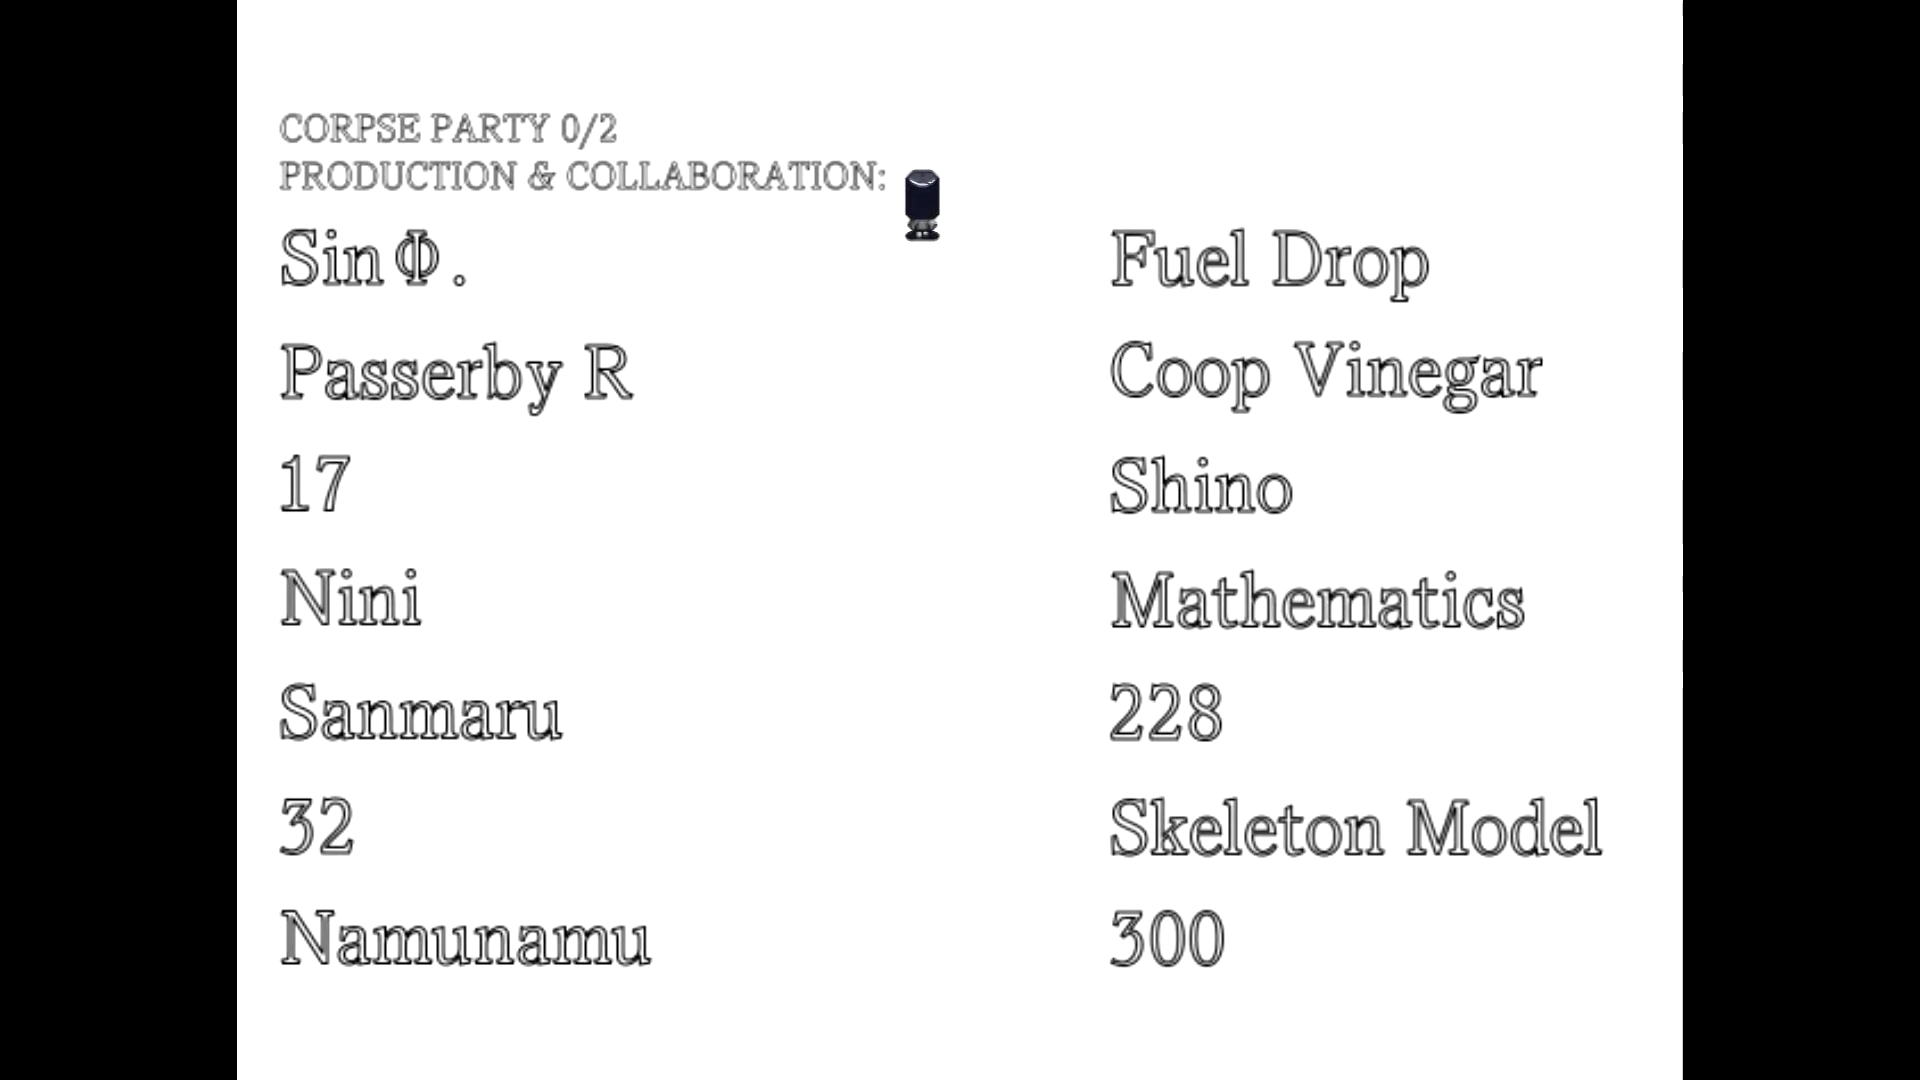 CORPSE PARTY 0/2
PRODUCTION & COLLABORATION:
SinΦ.
Passerby R
17
Nini
Sanmaru
32
Namunamu
Fuel Drop
Coop Vinegar
Shino
Mathematics
228
Skeleton Model
300